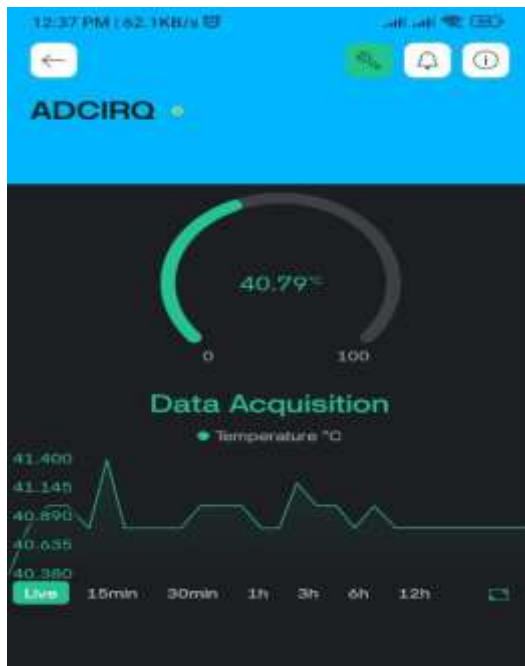 12:37 PM | 62.1KB/s
ADCIRQ
40.79°C
0 100
Data Acquisition
Temperature °C
41.400
41.145
40.890
40.635
40.380
Live 15min 30min 1h 3h 6h 12h